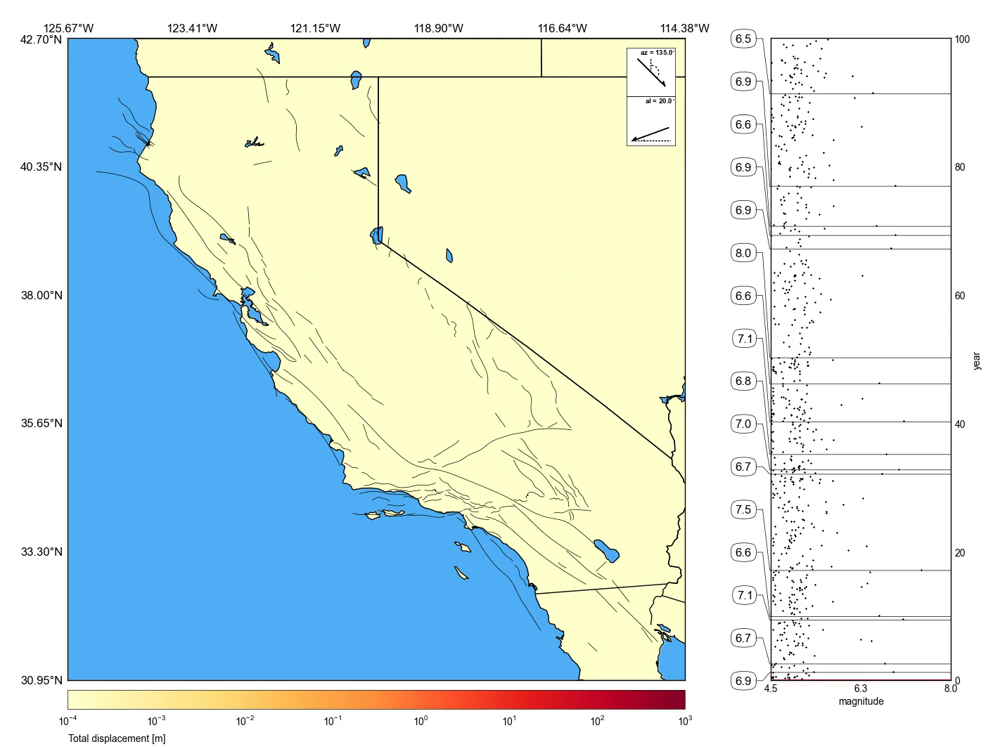 125.67°W 123.41°W 121.15°W 118.90°W 116.64°W 114.38°W
42.70°N
40.35°N
38.00°N
35.65°N
33.30°N
30.95°N
az = 135.0°
al = 20.0°
10⁻⁴ 10⁻³ 10⁻² 10⁻¹ 10⁰ 10¹ 10² 10³
Total displacement [m]
6.5
6.9
6.6
6.9
6.9
8.0
6.6
7.1
6.8
7.0
6.7
7.5
6.6
7.1
6.7
6.9
100
80
60
40
20
0
year
4.5 6.3 8.0
magnitude